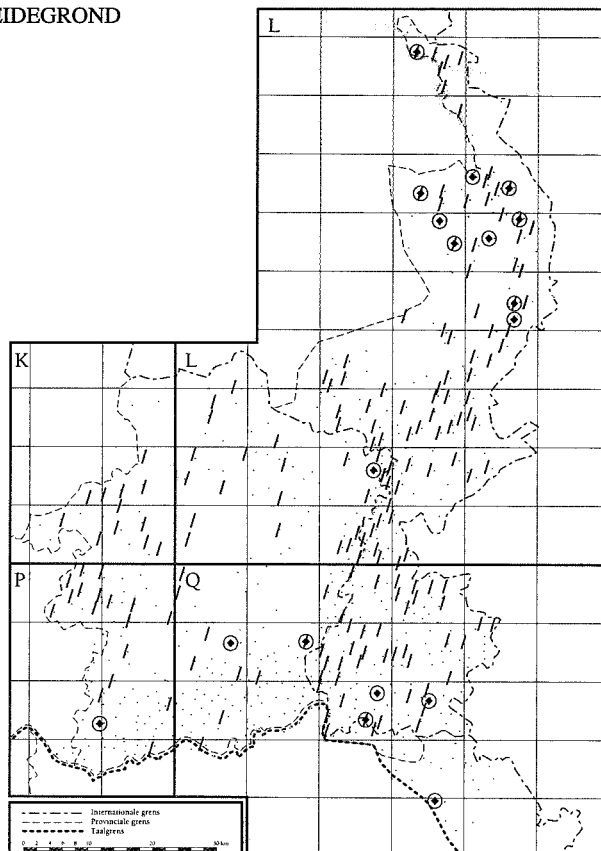 EIDEGROND
L
K
L
P
Q
Internationale grens
Provinciale grens
Taalgrens
0 2 4 6 8 10 20 30 km